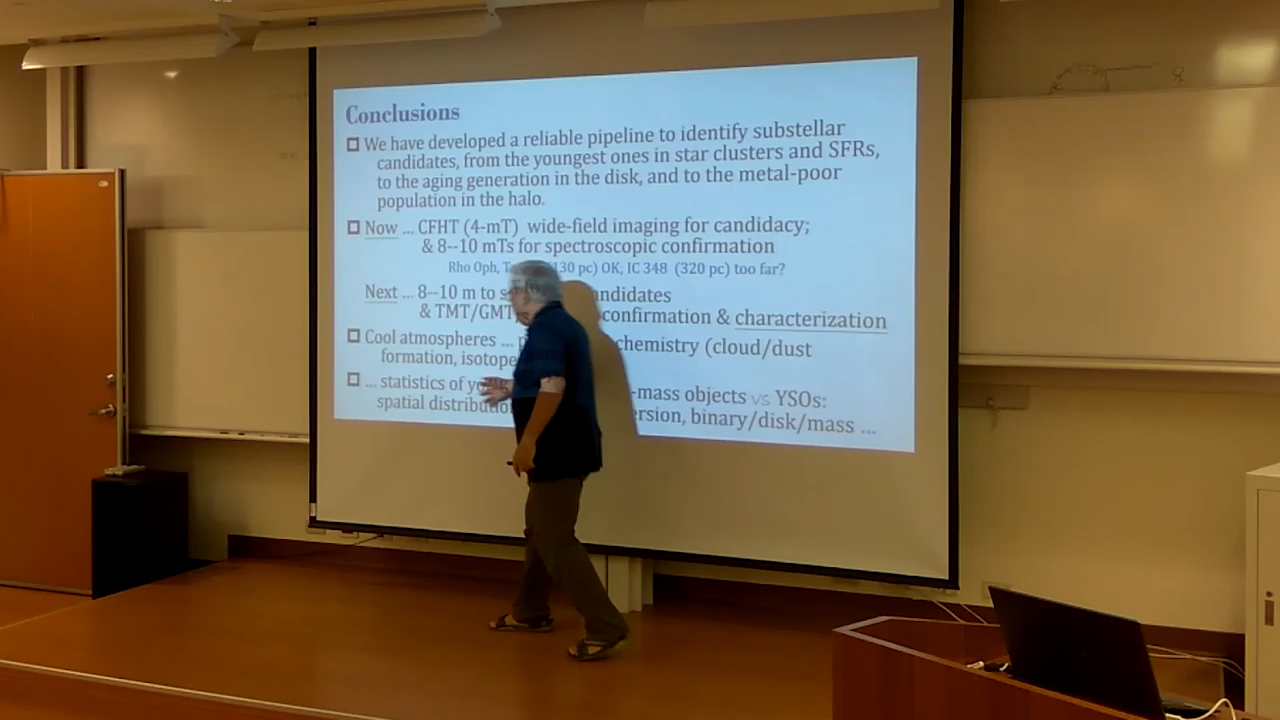 Conclusions
We have developed a reliable pipeline to identify substellar
candidates, from the youngest ones in star clusters and SFRs,
to the aging generation in the disk, and to the metal-poor
population in the halo.
Now ... CFHT (4-mT) wide-field imaging for candidacy;
& 8--10 mTs for spectroscopic confirmation
Rho Oph, 130 pc) OK; IC 348 (320 pc) too far?
Next ... 8--10 m to
& TMT/GMT confirmation & characterization
Cool atmospheres ... chemistry (cloud/dust
formation,
... statistics of -mass objects vs YSOs:
spatial binary/disk/mass ...